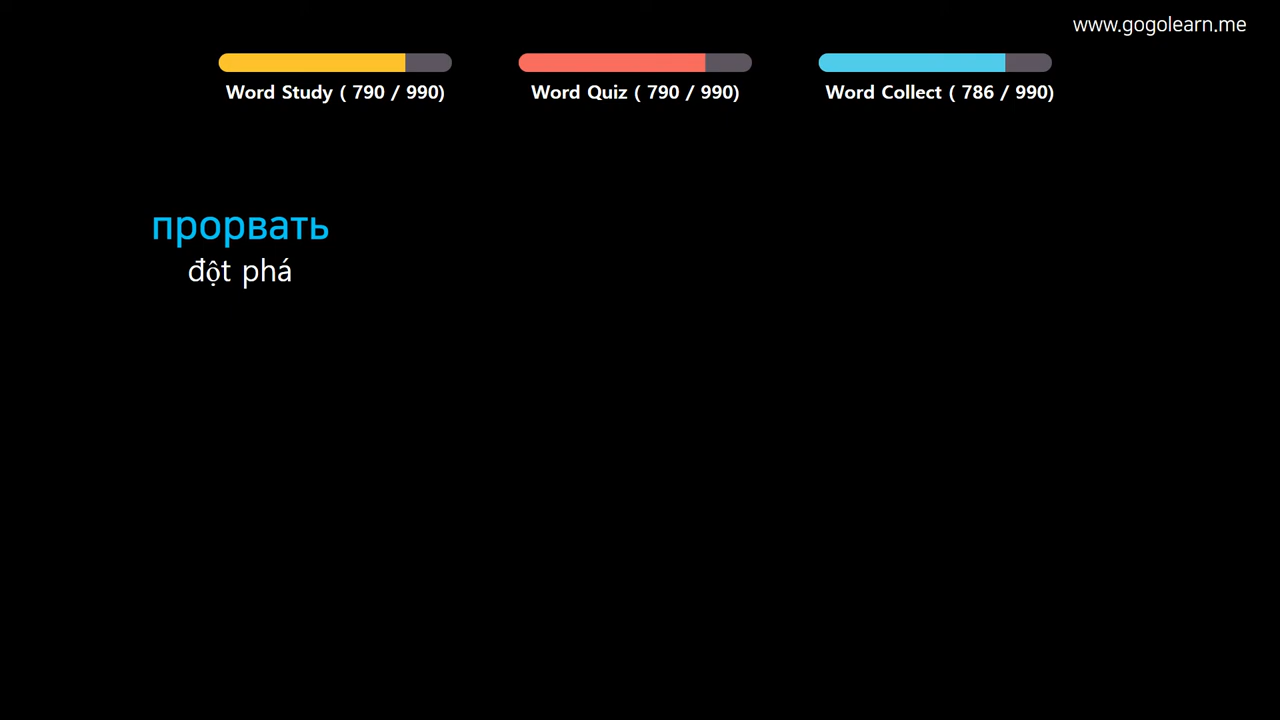 www.gogolearn.me
Word Study ( 790 / 990)
Word Quiz ( 790 / 990)
Word Collect ( 786 / 990)
прорвать
đột phá